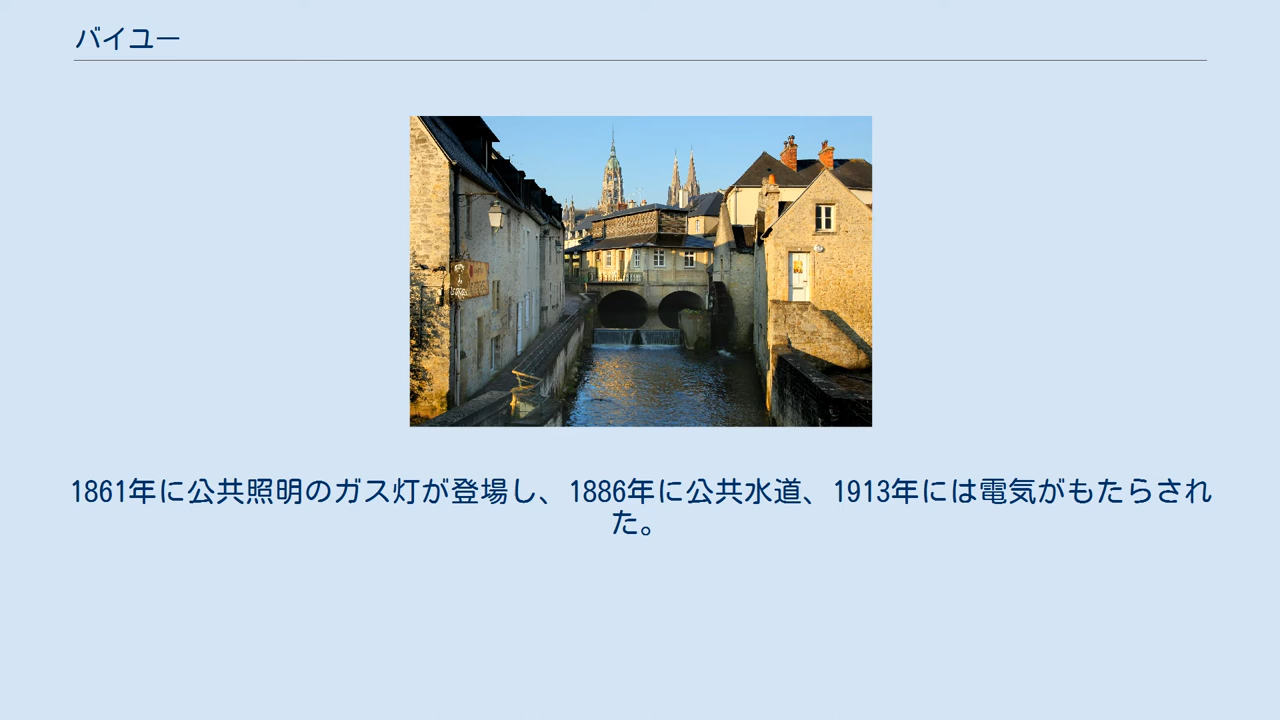 バイユー
1861年に公共照明のガス灯が登場し、1886年に公共水道、1913年には電気がもたらされ
た。